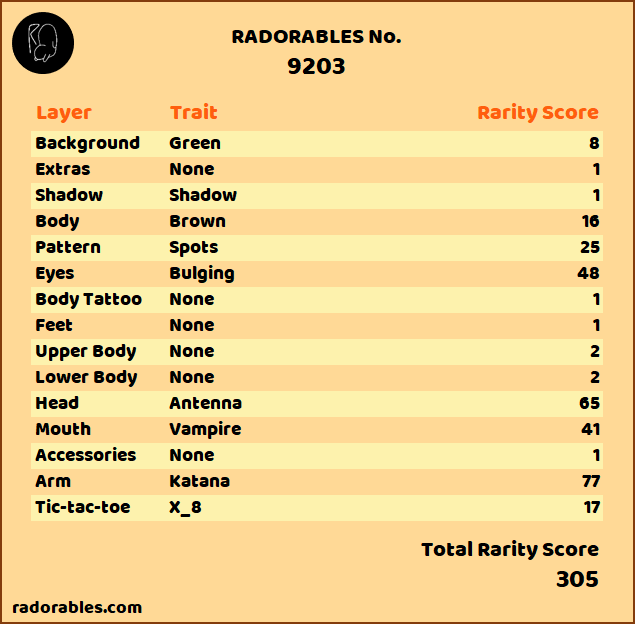 RADORABLES No.
9203
Layer Trait Rarity Score
Background Green 8
Extras None 1
Shadow Shadow 1
Body Brown 16
Pattern Spots 25
Eyes Bulging 48
Body Tattoo None 1
Feet None 1
Upper Body None 2
Lower Body None 2
Head Antenna 65
Mouth Vampire 41
Accessories None 1
Arm Katana 77
Tic-tac-toe X_8 17
Total Rarity Score
305
radorables.com